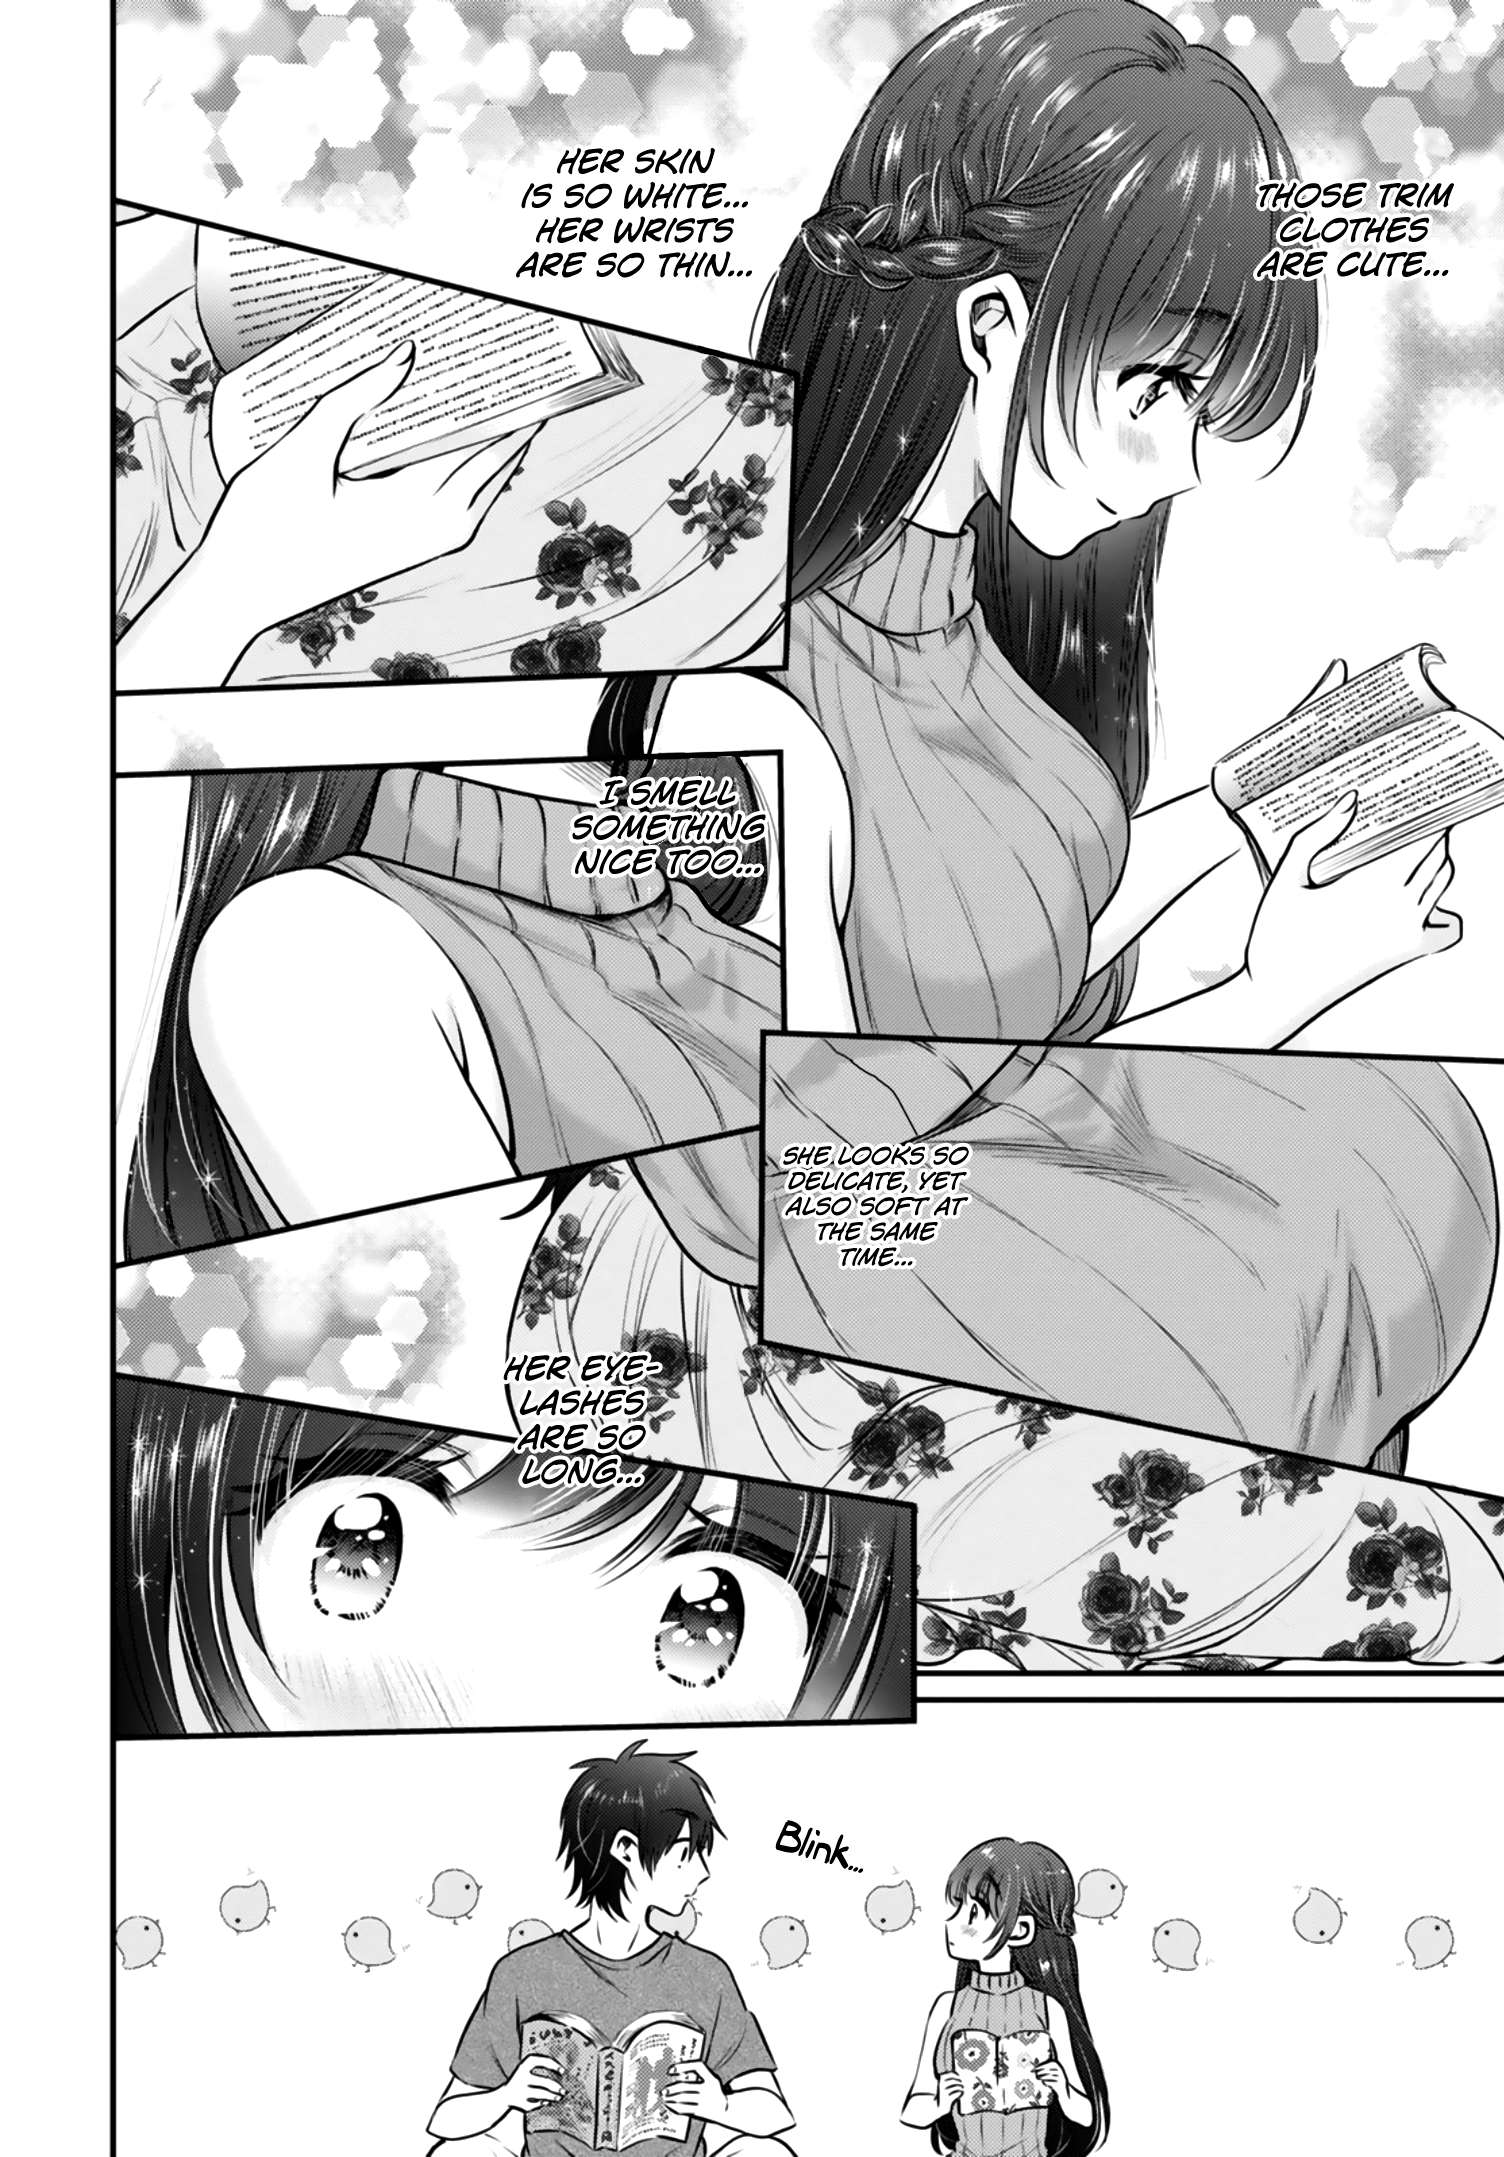 THOSE TRIM
CLOTHES
ARE CUTE...
HER SKIN
IS SO WHITE...
HER WRISTS
ARE SO THIN...
I SMELL
SOMETHING
NICE TOO...
SHE LOOKS SO
DELICATE, YET
ALSO SOFT AT
THE SAME
TIME...
HER EYE-
LASHES
ARE SO
LONG...
Blink...